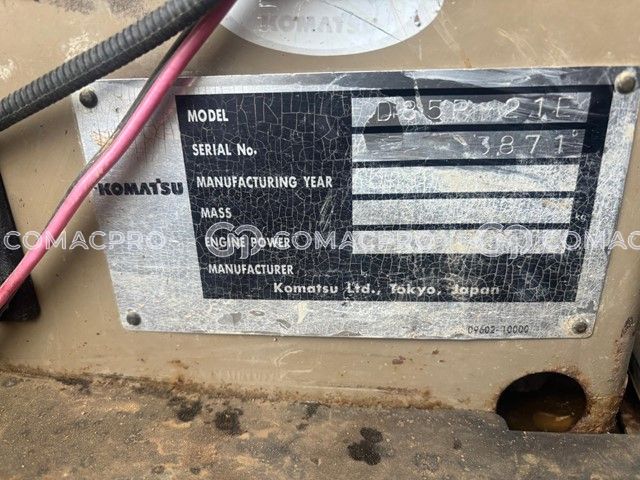 KOMATSU
MODEL D85P-21E
SERIAL No. 3871
KOMATSU
MANUFACTURING YEAR
MASS
COMACPRO COMACPRO COMAC
ENGINE POWER
MANUFACTURER
Komatsu Ltd., Tokyo, Japan
09602-10000